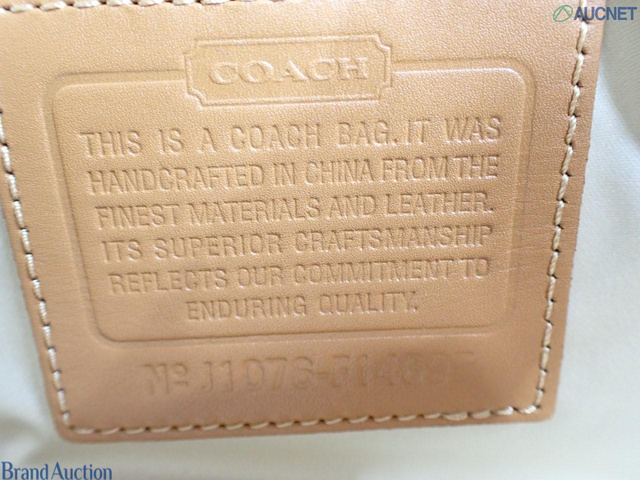 AUCNET
COACH
THIS IS A COACH BAG. IT WAS
HANDCRAFTED IN CHINA FROM THE
FINEST MATERIALS AND LEATHER.
ITS SUPERIOR CRAFTSMANSHIP
REFLECTS OUR COMMITMENT TO
ENDURING QUALITY.
Nº
Brand Auction